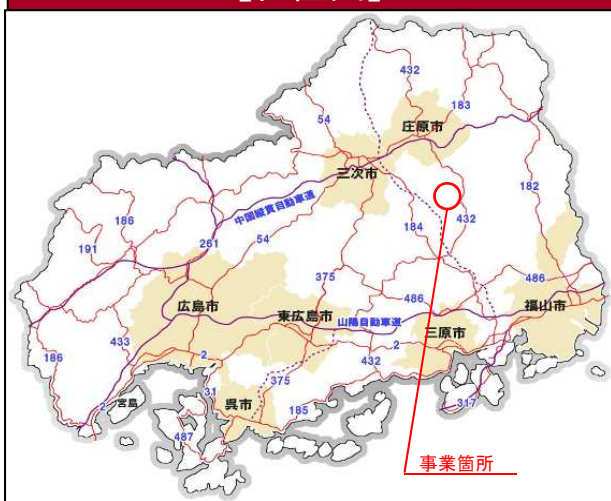 432
183
54
庄原市
三次市
182
186
中国縦貫自動車道
432
191
261
54
184
375
486
486
広島市
東広島市
福山市
山陽自動車道
三原市
433
2
2
186
432
宮島
31
375
2
呉市
185
317
487
事業箇所